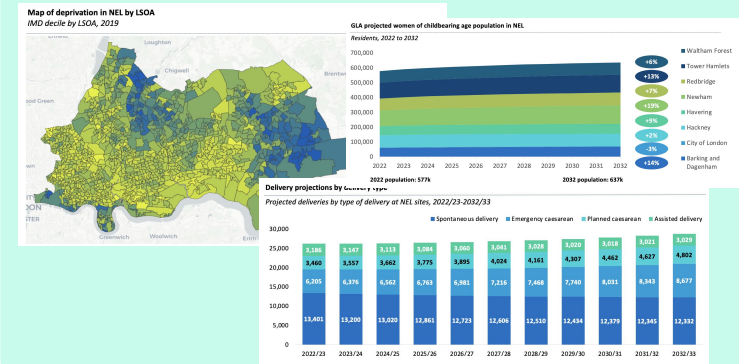 Map of deprivation in NEL by LSOA
IMD decile by LSOA, 2019
Loughton
Chigwell
Brentw
ood Green
Greenwich
Woolwich
Erith
GLA projected women of childbearing age population in NEL
Residents, 2022 to 2032
700,000
600,000
500,000
400,000
300,000
200,000
100,000
0
2022 2023 2024 2025 2026 2027 2028 2029 2030 2031 2032
2022 population: 577k
2032 population: 637k
+6%
+13%
+7%
+19%
+9%
+2%
-3%
+14%
Waltham Forest
Tower Hamlets
Redbridge
Newham
Havering
Hackney
City of London
Barking and
Dagenham
Delivery projections by delivery type
Projected deliveries by type of delivery at NEL sites, 2022/23-2032/33
Spontaneous delivery Emergency caesarean Planned caesarean Assisted delivery
30,000
25,000
20,000
15,000
10,000
5,000
0
3,186 3,147 3,113 3,084 3,060 3,041 3,028 3,020 3,018 3,021 3,029
3,460 3,557 3,662 3,775 3,895 4,024 4,161 4,307 4,462 4,627 4,802
6,205 6,376 6,562 6,763 6,981 7,216 7,468 7,740 8,031 8,343 8,677
13,401 13,200 13,020 12,861 12,723 12,606 12,510 12,434 12,379 12,345 12,332
2022/23 2023/24 2024/25 2025/26 2026/27 2027/28 2028/29 2029/30 2030/31 2031/32 2032/33